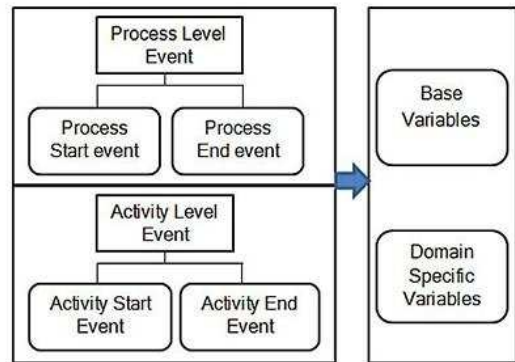 Process Level
Event
Process
Start event
Process
End event
Activity Level
Event
Activity Start
Event
Activity End
Event
Base
Variables
Domain
Specific
Variables